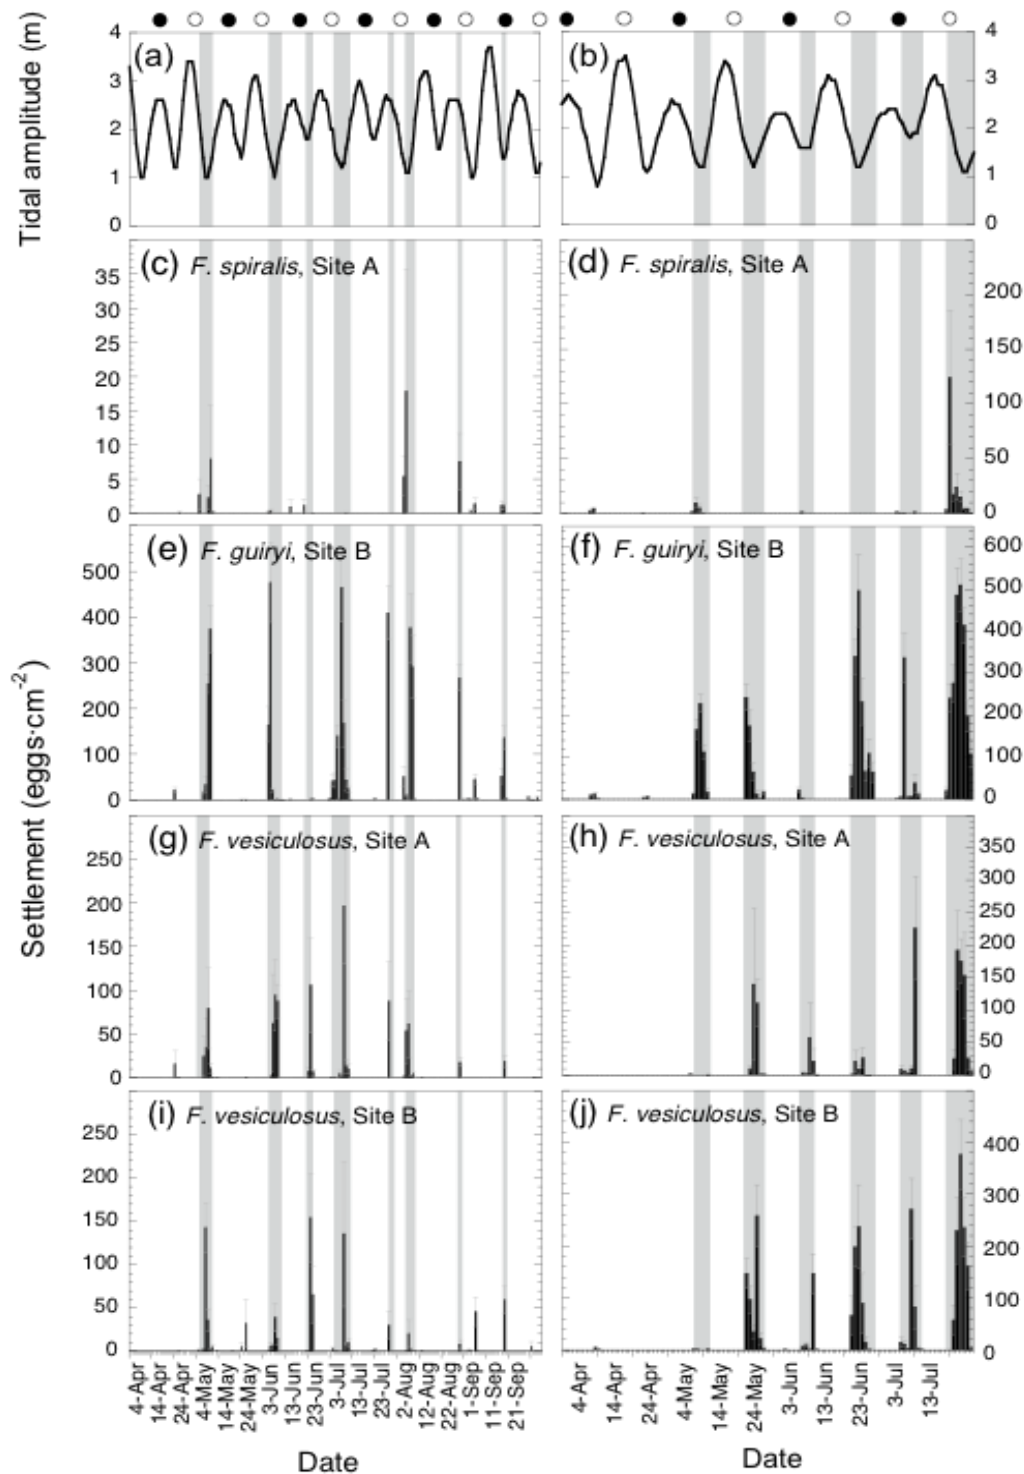 Tidal amplitude (m)
4
3
2
1
0
(a)
(b)
4
3
2
1
0
(c) F. spiralis, Site A
35
30
25
20
15
10
5
0
(d) F. spiralis, Site A
200
150
100
50
0
Settlement (eggs·cm-2)
(e) F. guiryi, Site B
500
400
300
200
100
0
(f) F. guiryi, Site B
600
500
400
300
200
100
0
(g) F. vesiculosus, Site A
250
200
150
100
50
0
(h) F. vesiculosus, Site A
350
300
250
200
150
100
50
0
(i) F. vesiculosus, Site B
250
200
150
100
50
0
(j) F. vesiculosus, Site B
400
300
200
100
0
4-Apr
14-Apr
24-Apr
4-May
14-May
24-May
3-Jun
13-Jun
23-Jun
3-Jul
13-Jul
23-Jul
2-Aug
12-Aug
22-Aug
1-Sep
11-Sep
21-Sep
Date
4-Apr
14-Apr
24-Apr
4-May
14-May
24-May
3-Jun
13-Jun
23-Jun
3-Jul
13-Jul
Date